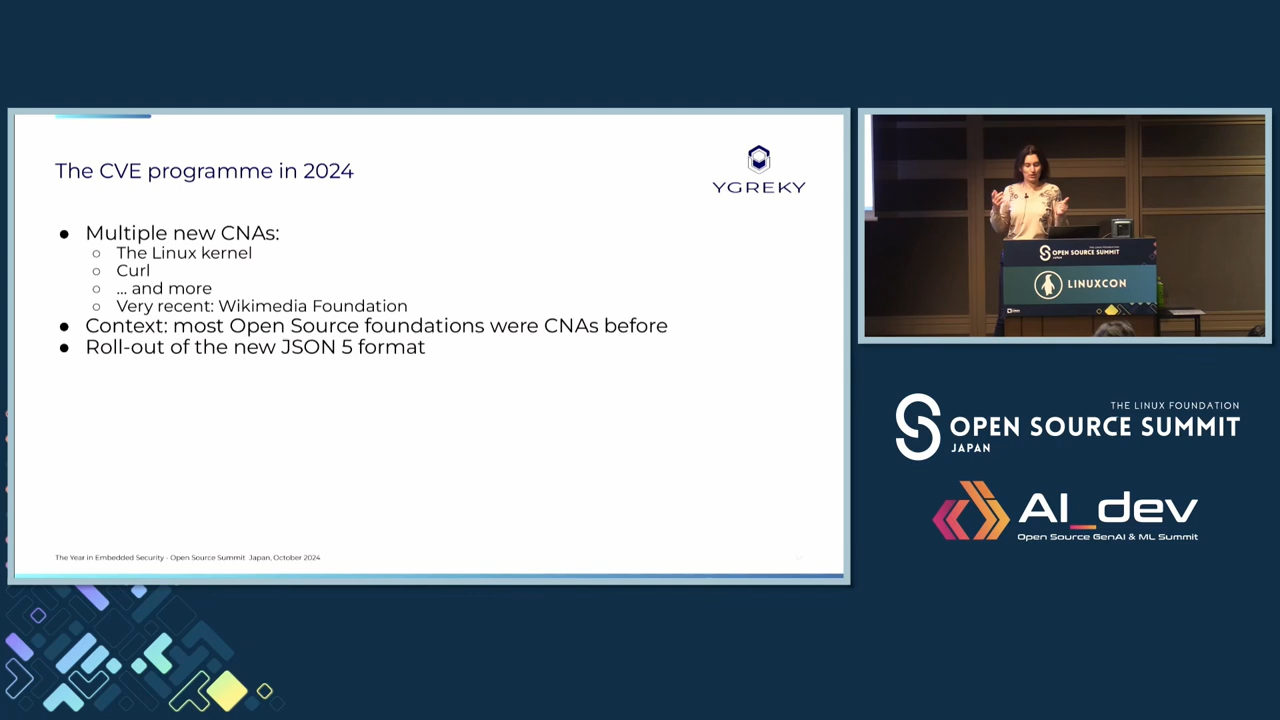 The CVE programme in 2024
YGREKY
● Multiple new CNAs:
○ The Linux kernel
○ Curl
○ ... and more
○ Very recent: Wikimedia Foundation
● Context: most Open Source foundations were CNAs before
● Roll-out of the new JSON 5 format
The Year in Embedded Security - Open Source Summit Japan, October 2024
OPEN SOURCE SUMMIT
JAPAN
LINUXCON
THE LINUX FOUNDATION
OPEN SOURCE SUMMIT
JAPAN
AI_dev
Open Source GenAI & ML Summit